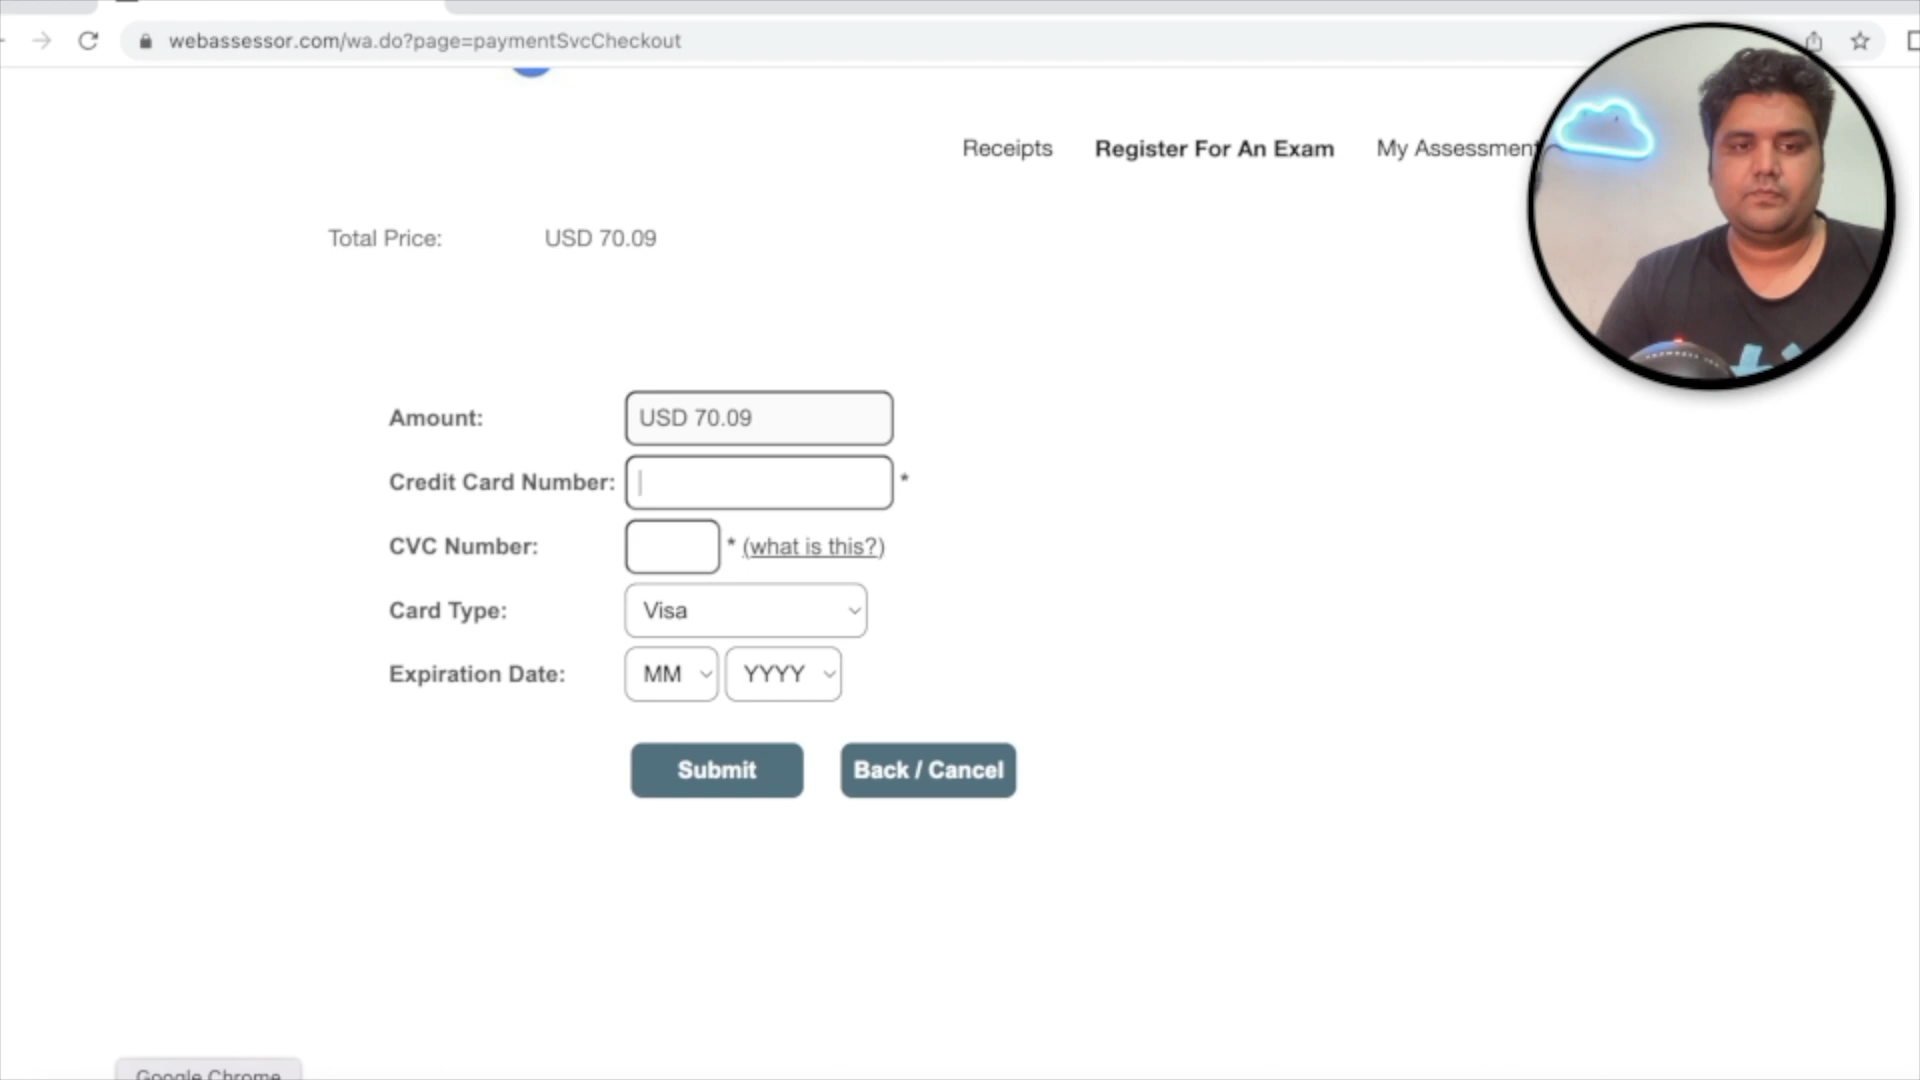 webassessor.com/wa.do?page=paymentSvcCheckout
Receipts Register For An Exam My Assessment
Total Price: USD 70.09
Amount: USD 70.09
Credit Card Number: *
CVC Number: * (what is this?)
Card Type: Visa
Expiration Date: MM YYYY
Submit Back / Cancel
Google Chrome